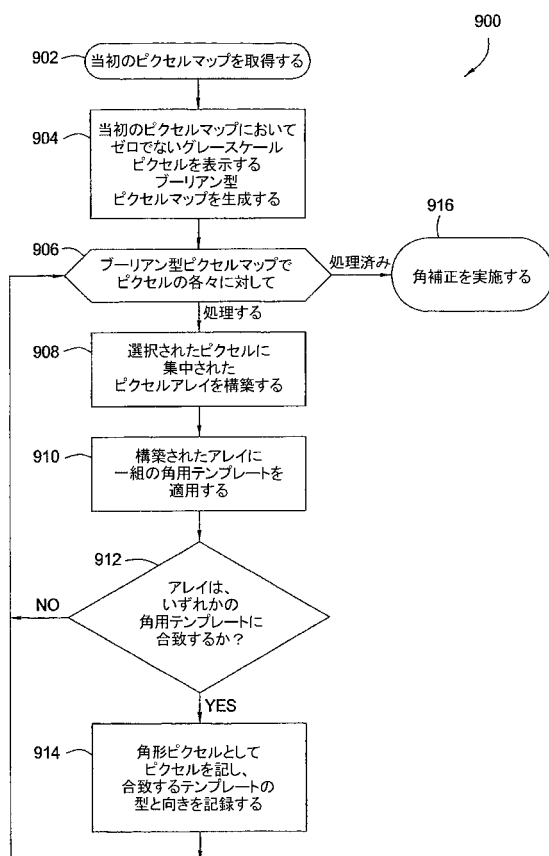 900
902
当初のピクセルマップを取得する
904
当初のピクセルマップにおいて
ゼロでないグレースケール
ピクセルを表示する
ブーリアン型
ピクセルマップを生成する
906
ブーリアン型ピクセルマップで
ピクセルの各々に対して
処理済み
916
角補正を実施する
処理する
908
選択されたピクセルに
集中された
ピクセルアレイを構築する
910
構築されたアレイに
一組の角用テンプレートを
適用する
912
アレイは、
いずれかの
角用テンプレートに
合致するか?
NO
YES
914
角形ピクセルとして
ピクセルを記し、
合致するテンプレートの
型と向きを記録する